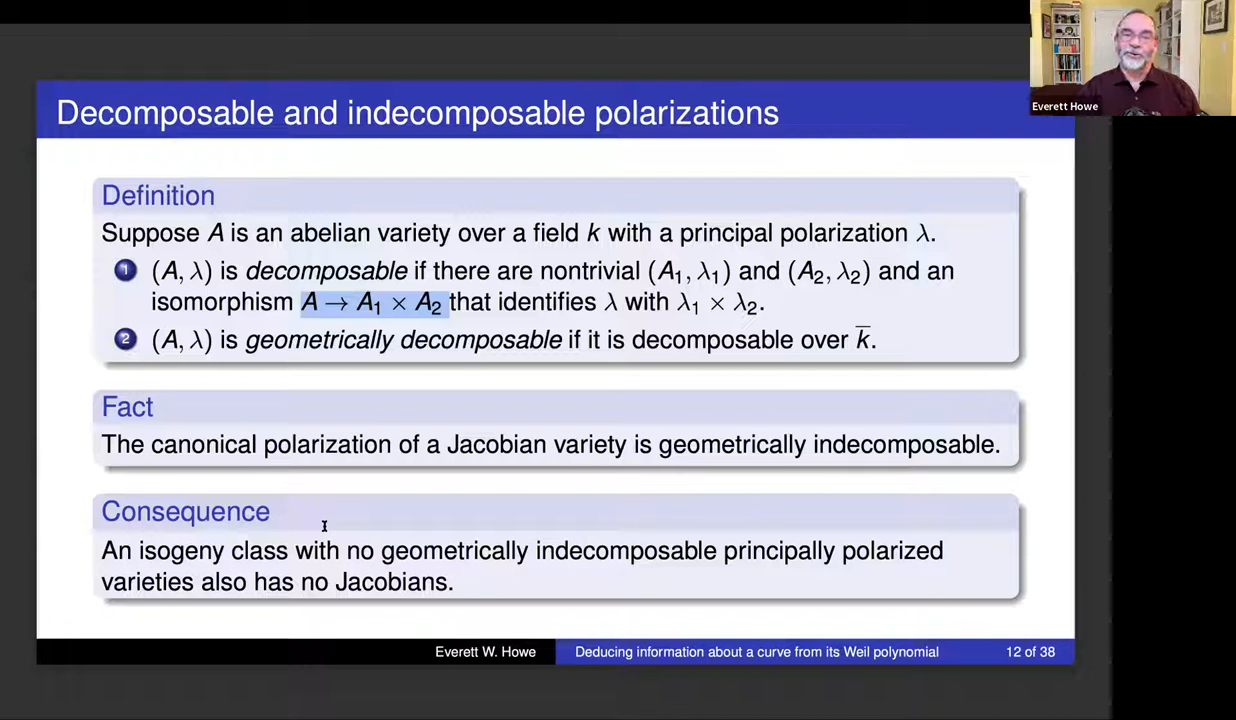 Everett Howe
Decomposable and indecomposable polarizations
Definition
Suppose A is an abelian variety over a field k with a principal polarization λ.
1 (A, λ) is decomposable if there are nontrivial (A₁, λ₁) and (A₂, λ₂) and an
isomorphism A → A₁ × A₂ that identifies λ with λ₁ × λ₂.
2 (A, λ) is geometrically decomposable if it is decomposable over k̅.
Fact
The canonical polarization of a Jacobian variety is geometrically indecomposable.
Consequence
An isogeny class with no geometrically indecomposable principally polarized
varieties also has no Jacobians.
Everett W. Howe Deducing information about a curve from its Weil polynomial 12 of 38